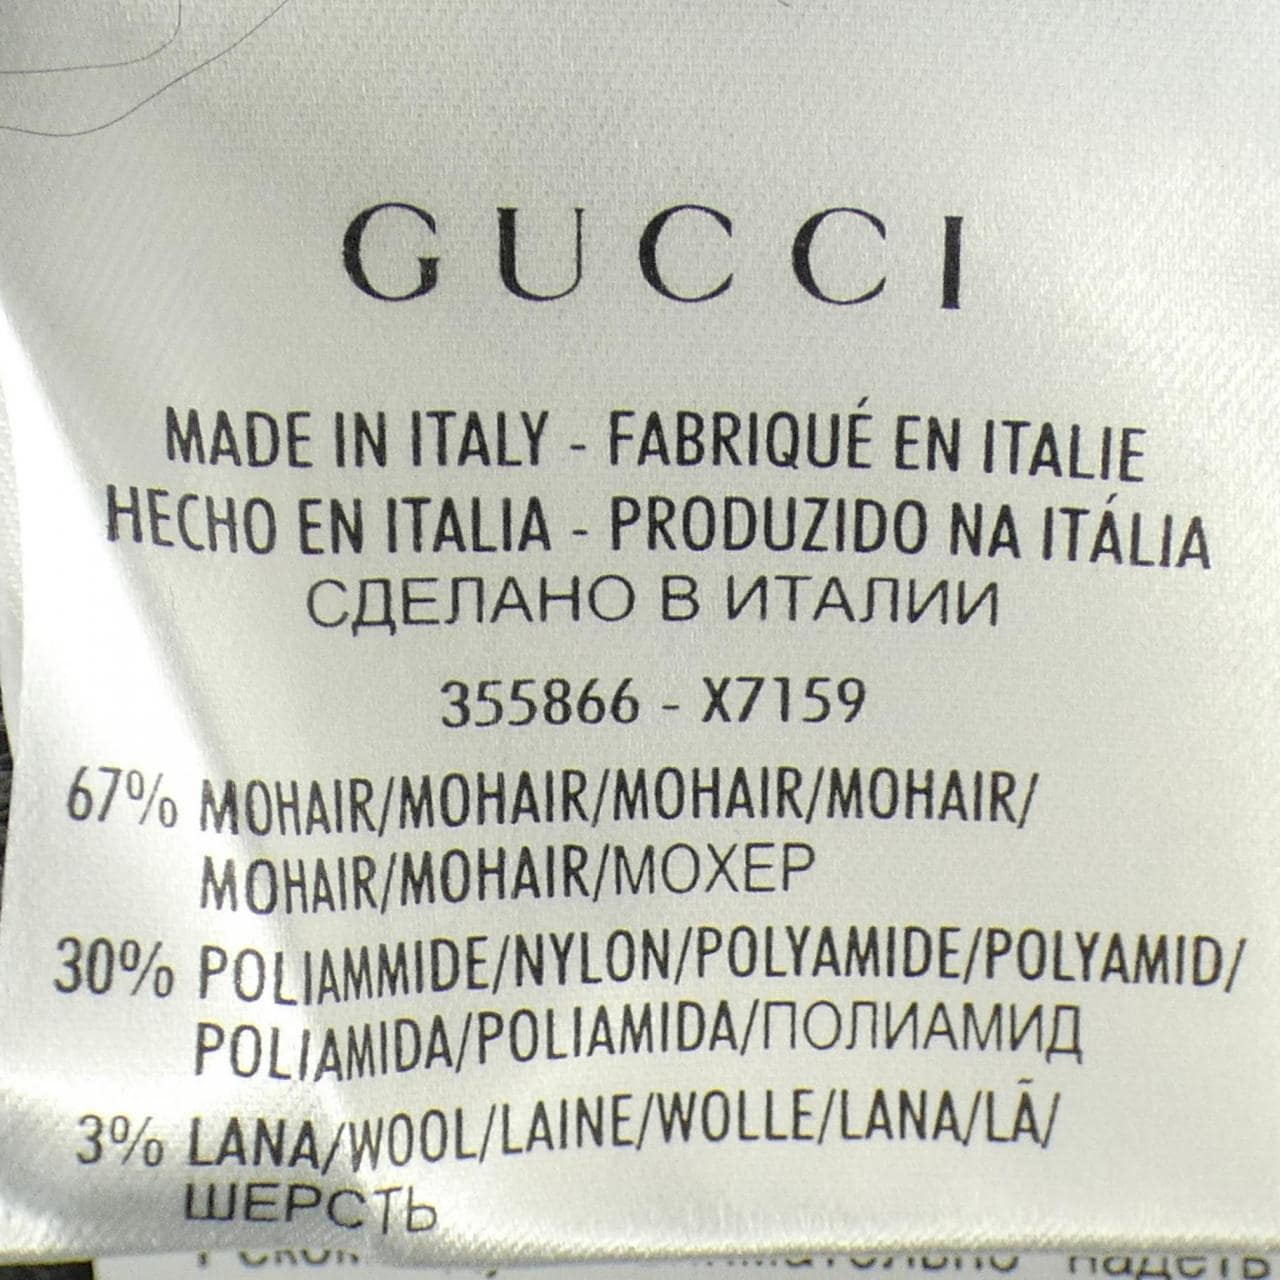 GUCCI
MADE IN ITALY - FABRIQUÉ EN ITALIE
HECHO EN ITALIA - PRODUZIDO NA ITÁLIA
СДЕЛАНО В ИТАЛИИ
355866 - X7159
67% MOHAIR/MOHAIR/MOHAIR/MOHAIR/
MOHAIR/MOHAIR/МОХЕР
30% POLIAMMIDE/NYLON/POLYAMIDE/POLYAMID/
POLIAMIDA/POLIAMIDA/ПОЛИАМИД
3% LANA/WOOL/LAINE/WOLLE/LANA/LÃ/
ШЕРСТЬ
надеть